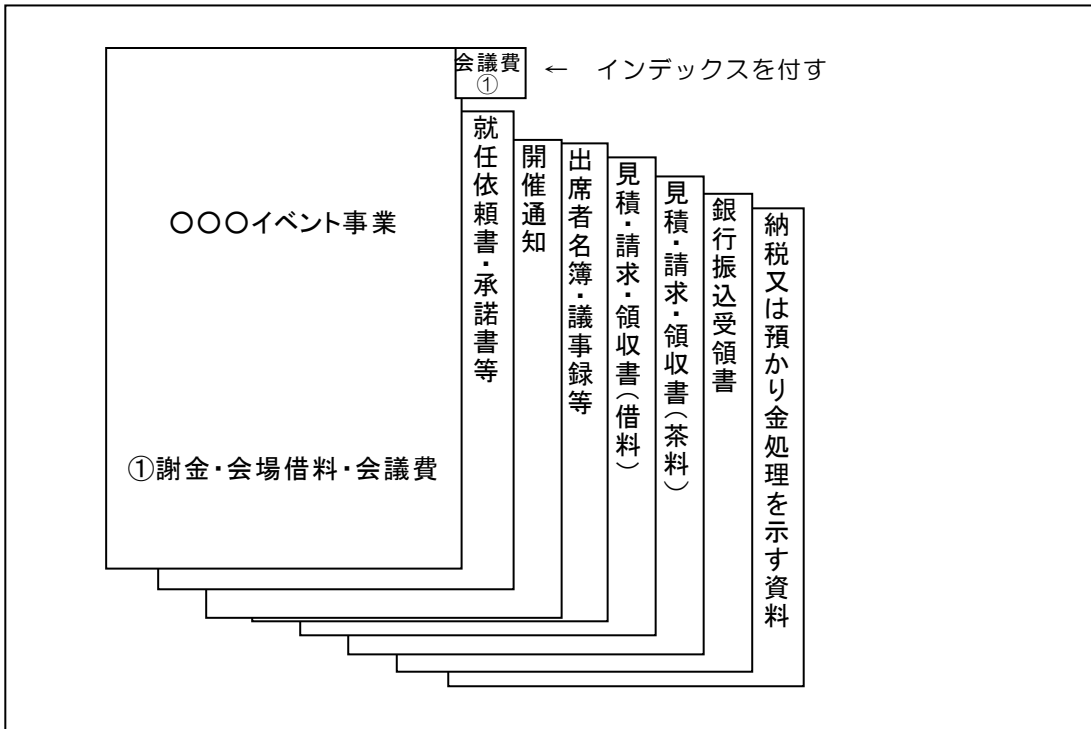 会議費
①
← インデックスを付す
〇〇〇イベント事業
①謝金・会場借料・会議費
就任依頼書・承諾書等
開催通知
出席者名簿・議事録等
見積・請求・領収書(借料)
見積・請求・領収書(茶料)
銀行振込受領書
納税又は預かり金処理を示す資料